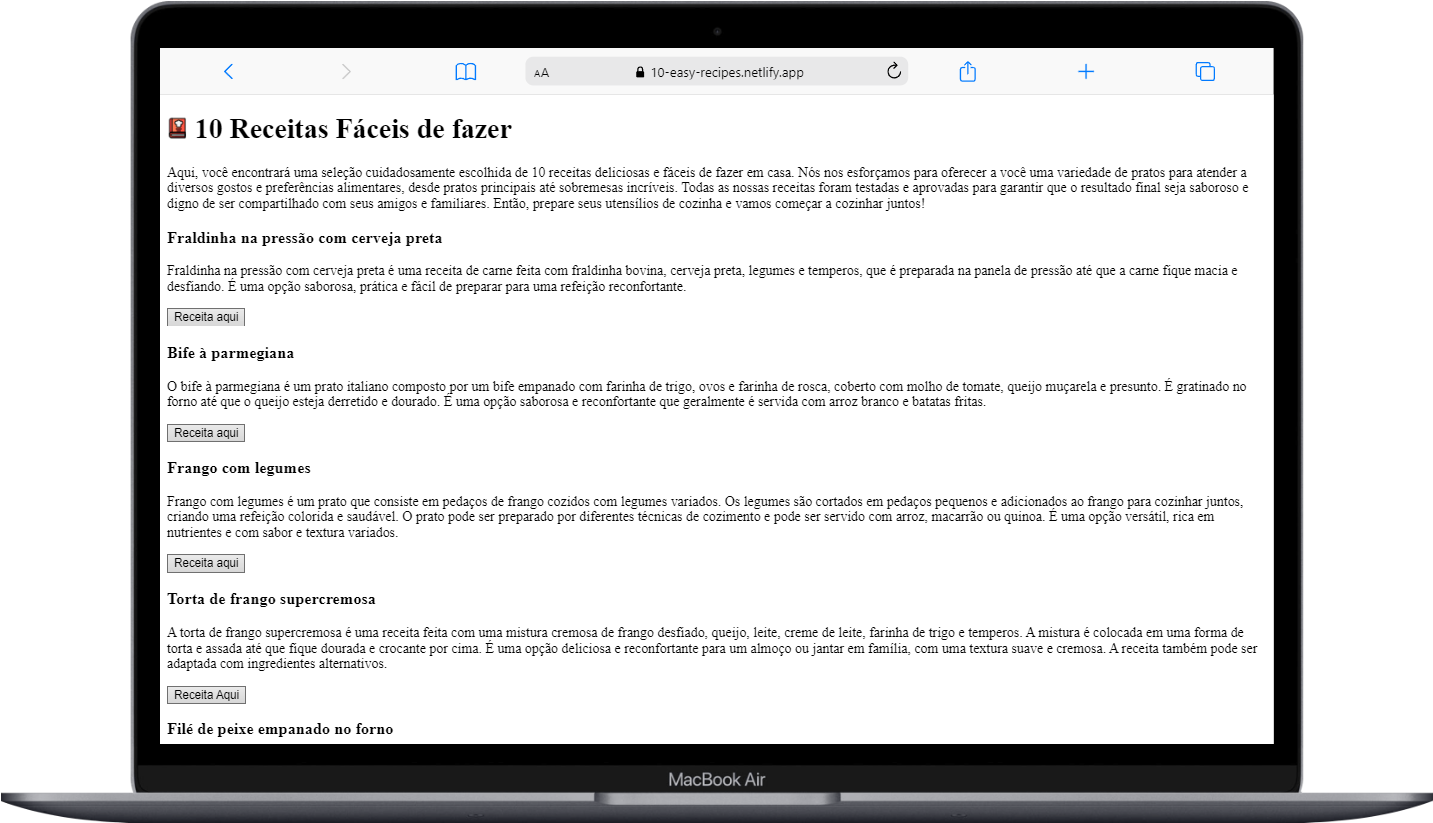 AA 10-easy-recipes.netlify.app
10 Receitas Fáceis de fazer
Aqui, você encontrará uma seleção cuidadosamente escolhida de 10 receitas deliciosas e fáceis de fazer em casa. Nós nos esforçamos para oferecer a você uma variedade de pratos para atender a
diversos gostos e preferências alimentares, desde pratos principais até sobremesas incríveis. Todas as nossas receitas foram testadas e aprovadas para garantir que o resultado final seja saboroso e
digno de ser compartilhado com seus amigos e familiares. Então, prepare seus utensílios de cozinha e vamos começar a cozinhar juntos!
Fraldinha na pressão com cerveja preta
Fraldinha na pressão com cerveja preta é uma receita de carne feita com fraldinha bovina, cerveja preta, legumes e temperos, que é preparada na panela de pressão até que a carne fique macia e
desfiando. É uma opção saborosa, prática e fácil de preparar para uma refeição reconfortante.
Receita aqui
Bife à parmegiana
O bife à parmegiana é um prato italiano composto por um bife empanado com farinha de trigo, ovos e farinha de rosca, coberto com molho de tomate, queijo muçarela e presunto. É gratinado no
forno até que o queijo esteja derretido e dourado. É uma opção saborosa e reconfortante que geralmente é servida com arroz branco e batatas fritas.
Receita aqui
Frango com legumes
Frango com legumes é um prato que consiste em pedaços de frango cozidos com legumes variados. Os legumes são cortados em pedaços pequenos e adicionados ao frango para cozinhar juntos,
criando uma refeição colorida e saudável. O prato pode ser preparado por diferentes técnicas de cozimento e pode ser servido com arroz, macarrão ou quinoa. É uma opção versátil, rica em
nutrientes e com sabor e textura variados.
Receita aqui
Torta de frango supercremosa
A torta de frango supercremosa é uma receita feita com uma mistura cremosa de frango desfiado, queijo, leite, creme de leite, farinha de trigo e temperos. A mistura é colocada em uma forma de
torta e assada até que fique dourada e crocante por cima. É uma opção deliciosa e reconfortante para um almoço ou jantar em família, com uma textura suave e cremosa. A receita também pode ser
adaptada com ingredientes alternativos.
Receita Aqui
Filé de peixe empanado no forno
MacBook Air